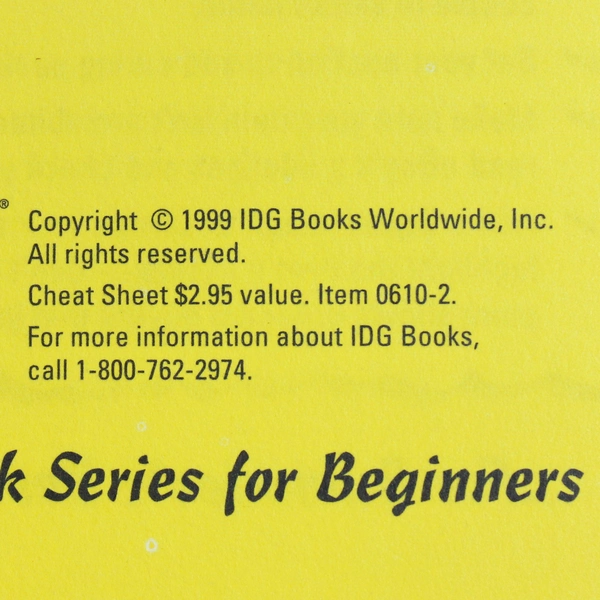 ®
Copyright © 1999 IDG Books Worldwide, Inc.
All rights reserved.
Cheat Sheet $2.95 value. Item 0610-2.
For more information about IDG Books,
call 1-800-762-2974.
k Series for Beginners